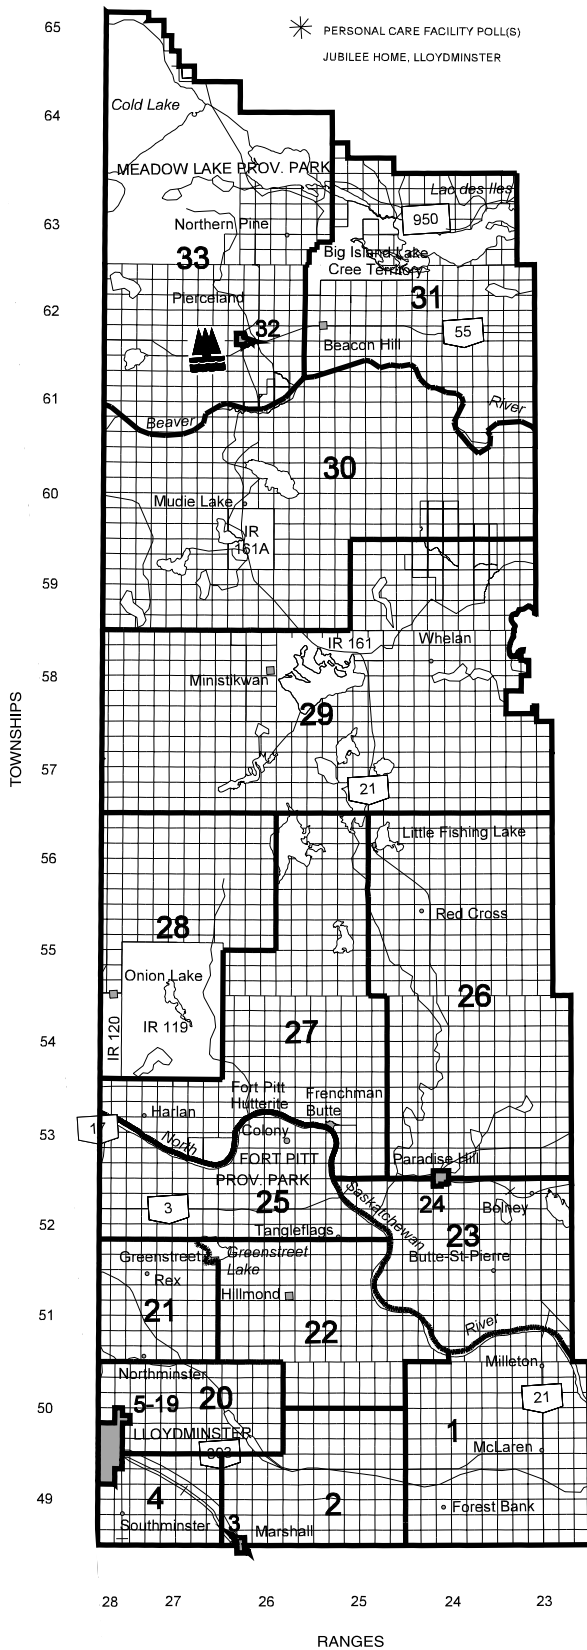 65
PERSONAL CARE FACILITY POLL(S)
JUBILEE HOME, LLOYDMINSTER
Cold Lake
64
MEADOW LAKE PROV. PARK
Lac des Iles
950
63
Northern Pine
33
Big Island Lake
Cree Territory
31
Pierceland
62
32
55
Beacon Hill
61
Beaver
River
30
60
Mudie Lake
IR
161A
59
IR 161
Whelan
58
Ministikwan
29
TOWNSHIPS
57
21
Little Fishing Lake
56
28
Red Cross
55
Onion Lake
26
IR 120
IR 119
27
54
Fort Pitt
Hutterite
Colony
Frenchman
Butte
Harlan
17
53
North
FORT PITT
PROV. PARK
Paradise Hill
3
25
Saskatchewan
24
Bolney
52
Tangleflags
23
Greenstreet
Greenstreet
Lake
Butte-St-Pierre
Rex
Hillmond
51
21
22
River
Northminster
Milleton
5-19
20
21
50
LLOYDMINSTER
303
1
McLaren
49
4
2
Forest Bank
Southminster
3
Marshall
28
27
26
25
24
23
RANGES